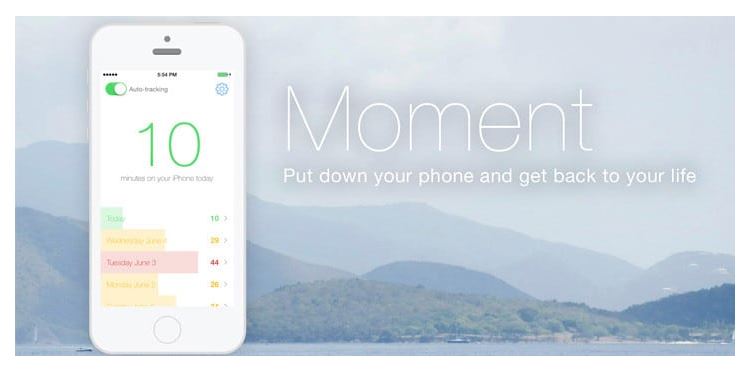 5:54 PM
Auto-tracking
10
minutes on your iPhone today
Today 10
Wednesday June 4 29
Tuesday June 3 44
Monday June 2 26
Moment
Put down your phone and get back to your life